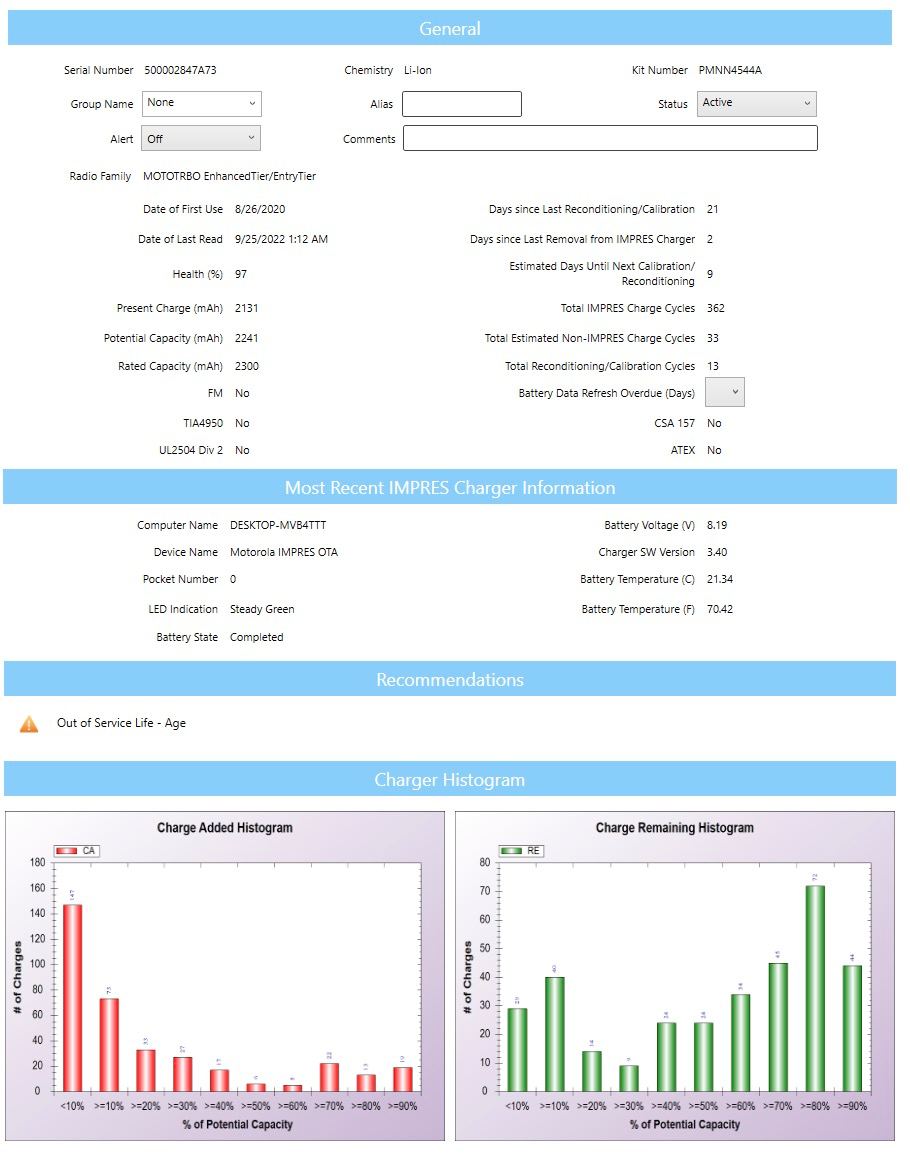 General
Serial Number 500002847A73 Chemistry Li-Ion Kit Number PMNN4544A
Group Name None Alias Status Active
Alert Off Comments
Radio Family MOTOTRBO EnhancedTier/EntryTier
Date of First Use 8/26/2020 Days since Last Reconditioning/Calibration 21
Date of Last Read 9/25/2022 1:12 AM Days since Last Removal from IMPRES Charger 2
Health (%) 97 Estimated Days Until Next Calibration/
Reconditioning 9
Present Charge (mAh) 2131 Total IMPRES Charge Cycles 362
Potential Capacity (mAh) 2241 Total Estimated Non-IMPRES Charge Cycles 33
Rated Capacity (mAh) 2300 Total Reconditioning/Calibration Cycles 13
FM No Battery Data Refresh Overdue (Days)
TIA4950 No CSA 157 No
UL2504 Div 2 No ATEX No
Most Recent IMPRES Charger Information
Computer Name DESKTOP-MVB4TTT Battery Voltage (V) 8.19
Device Name Motorola IMPRES OTA Charger SW Version 3.40
Pocket Number 0 Battery Temperature (C) 21.34
LED Indication Steady Green Battery Temperature (F) 70.42
Battery State Completed
Recommendations
Out of Service Life - Age
Charger Histogram
Charge Added Histogram
CA
# of Charges
180
160
140
120
100
80
60
40
20
0
147 73 33 27 17 6 5 22 13 19
<10% >=10% >=20% >=30% >=40% >=50% >=60% >=70% >=80% >=90%
% of Potential Capacity
Charge Remaining Histogram
RE
# of Charges
80
70
60
50
40
30
20
10
0
29 40 14 9 24 24 34 45 72 44
<10% >=10% >=20% >=30% >=40% >=50% >=60% >=70% >=80% >=90%
% of Potential Capacity